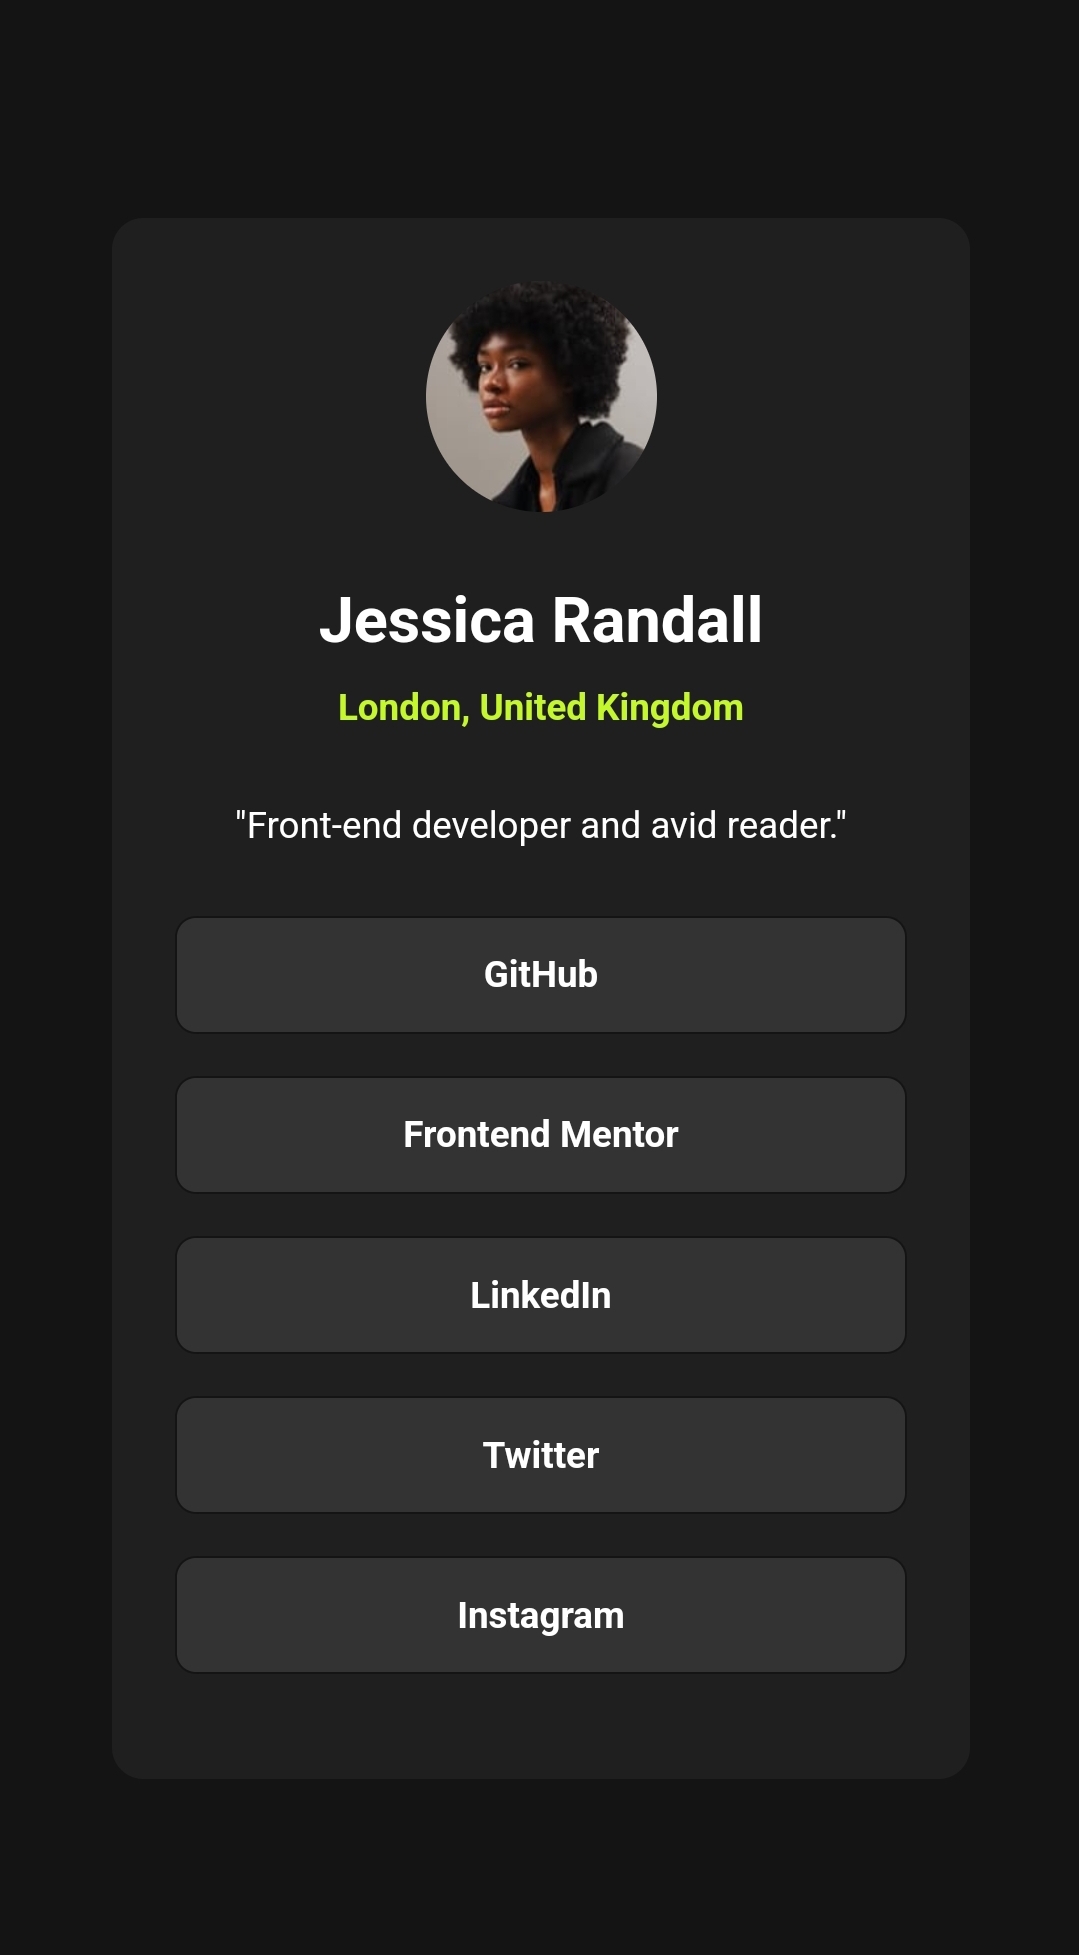 Jessica Randall
London, United Kingdom
"Front-end developer and avid reader."
GitHub
Frontend Mentor
LinkedIn
Twitter
Instagram